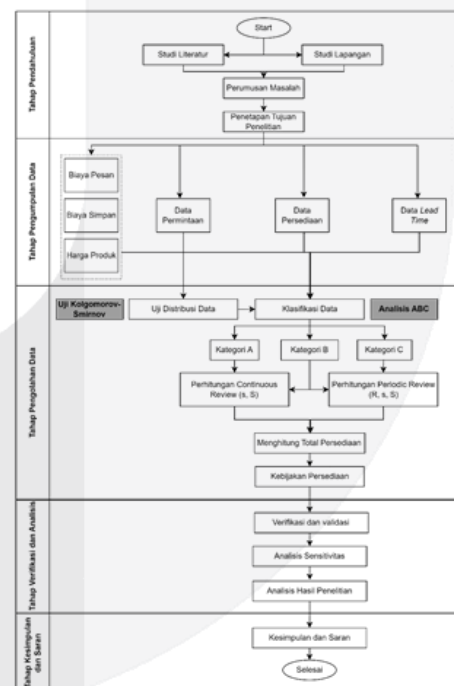 Tahap Pendahuluan
Start
Studi Literatur
Studi Lapangan
Perumusan Masalah
Penetapan Tujuan
Penelitian
Tahap Pengumpulan Data
Biaya Pesan
Biaya Simpan
Harga Produk
Data
Permintaan
Data
Persediaan
Data Lead
Time
Tahap Pengolahan Data
Uji Kolgomorov-
Smirnov
Uji Distribusi Data
Klasifikasi Data
Analisis ABC
Kategori A
Kategori B
Kategori C
Perhitungan Continuous
Review (s, S)
Perhitungan Periodic Review
(R, s, S)
Menghitung Total Persediaan
Kebijakan Persediaan
Tahap Verifikasi dan Analisis
Verifikasi dan validasi
Analisis Sensitivitas
Analisis Hasil Penelitian
Tahap Kesimpulan
dan Saran
Kesimpulan dan Saran
Selesai